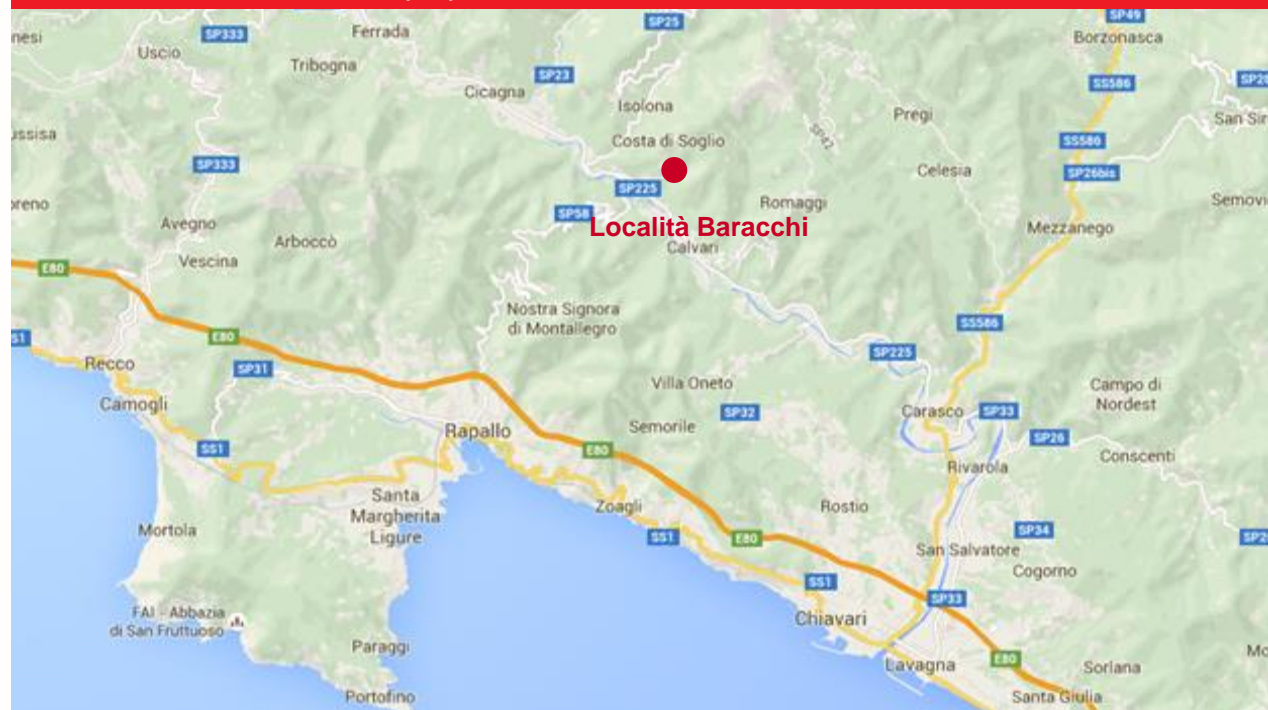 SP25
SP49
nesi
SP333
Ferrada
Borzonasca
Uscio
Tribogna
SP23
Cicagna
SS586
Isolona
Pregi
San Sir
ussisa
Costa di Soglio
SP42
SS586
SP333
Celesia
SP26bis
SP225
oreno
Romaggi
Semovi
Avegno
SP58
Località Baracchi
Mezzanego
Arboccò
Calvari
Vescina
E80
Nostra Signora
di Montallegro
SS586
E80
SP225
Recco
SP31
Villa Oneto
Campo di
Nordest
Camogli
SP32
Carasco
SP33
Rapallo
Semorile
SP26
SS1
E80
Conscenti
Rivarola
Santa
Margherita
Ligure
Zoagli
Rostio
Mortola
SS1
E80
SP34
San Salvatore
Cogorno
SS1
FAI - Abbazia
di San Fruttuoso
SP33
Chiavari
Paraggi
Lavagna
E80
Sorlana
Portofino
Santa Giulia